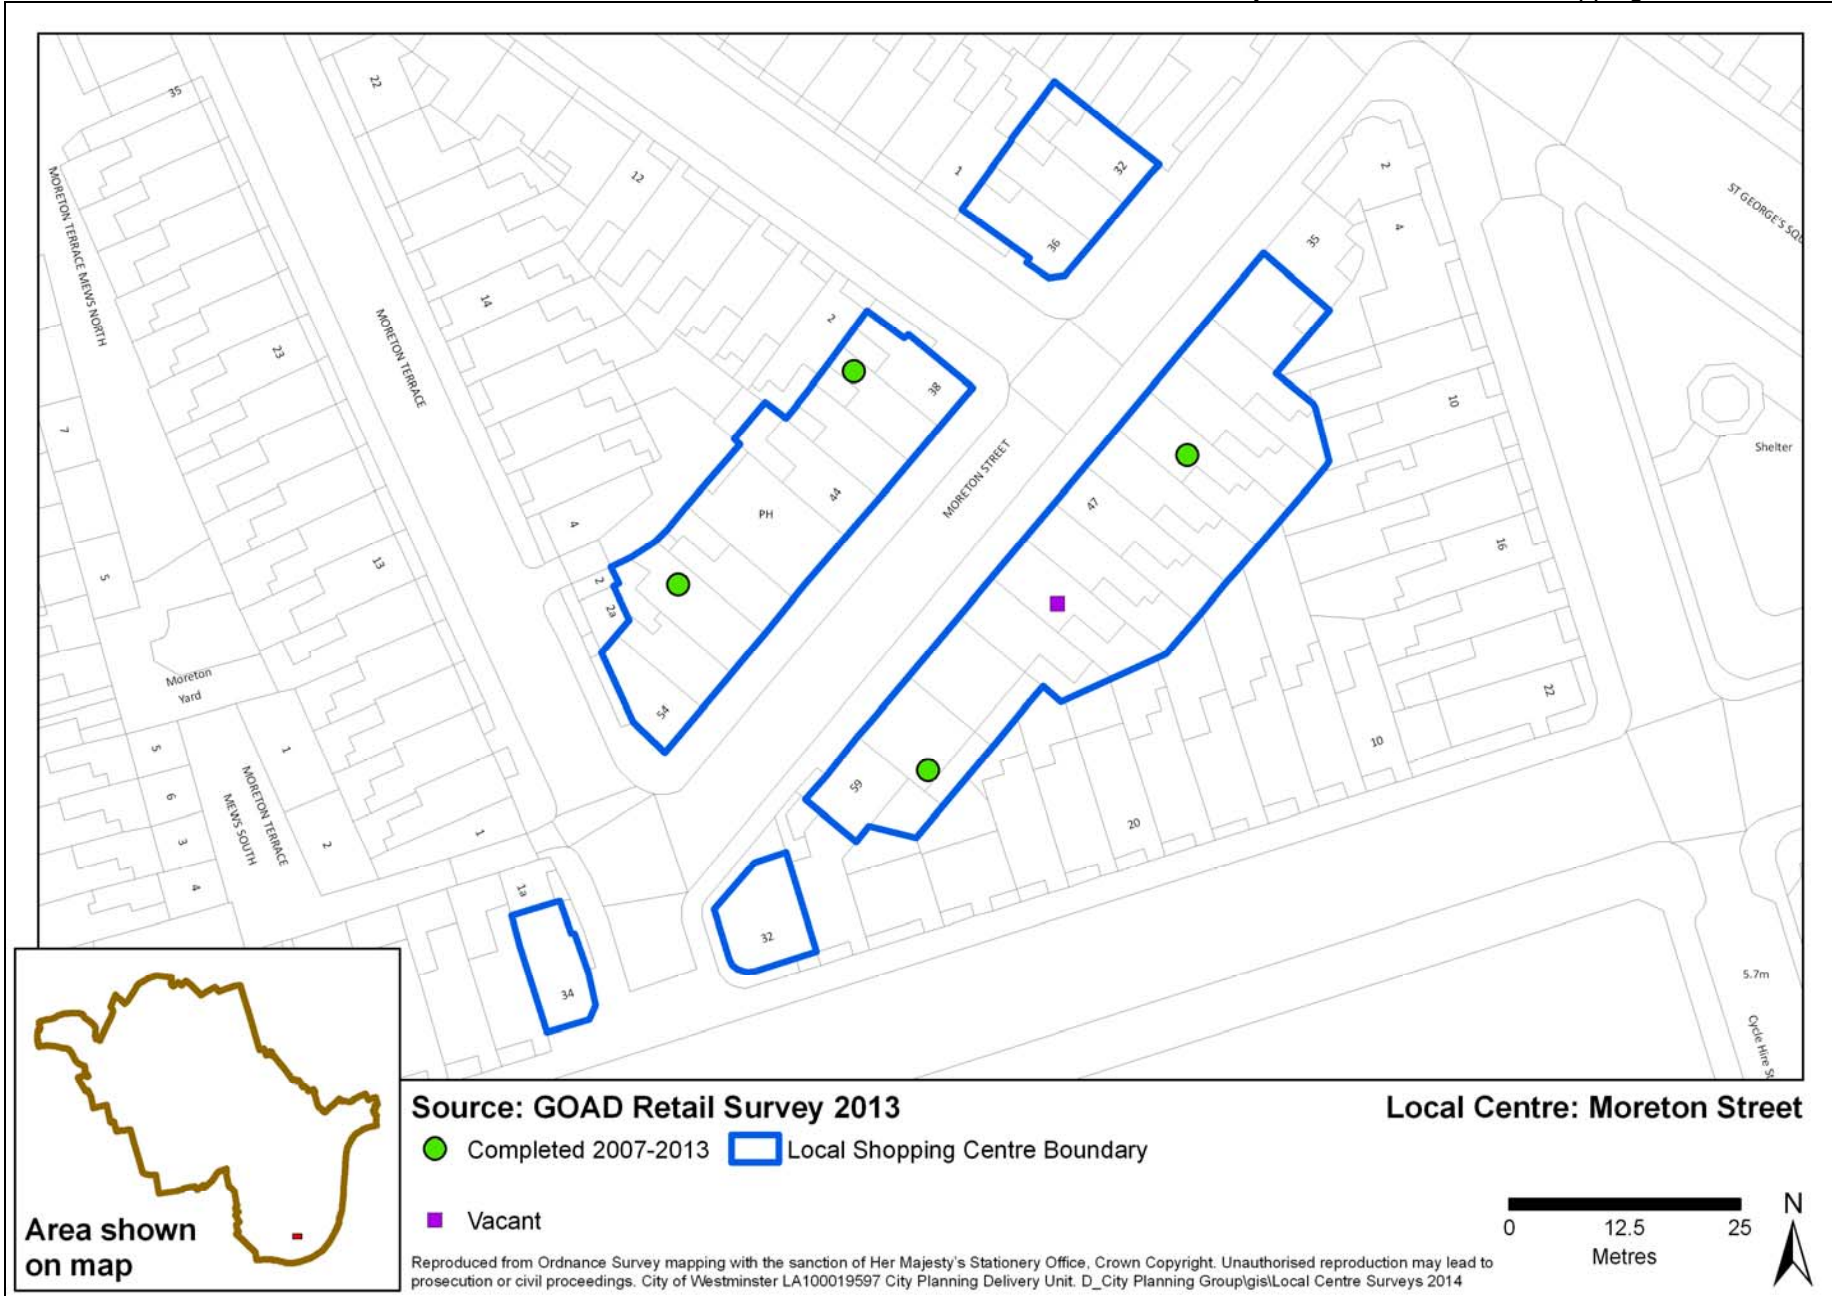 35
22
12
1
32
36
2
4
35
ST GEORGE'S SQU
MORETON TERRACE MEWS NORTH
14
2
38
23
MORETON TERRACE
10
7
Shelter
MORETON STREET
44
47
PH
4
16
13
5
2
2a
Moreton
Yard
22
54
5
1
10
6
MORETON TERRACE
MEWS SOUTH
59
20
3
2
1
4
1a
32
34
5.7m
Cycle Hire St
Area shown
on map
Source: GOAD Retail Survey 2013
Local Centre: Moreton Street
Completed 2007-2013
Local Shopping Centre Boundary
Vacant
N
0 12.5 25
Metres
Reproduced from Ordnance Survey mapping with the sanction of Her Majesty's Stationery Office, Crown Copyright. Unauthorised reproduction may lead to
prosecution or civil proceedings. City of Westminster LA100019597 City Planning Delivery Unit. D_City Planning Group\gis\Local Centre Surveys 2014